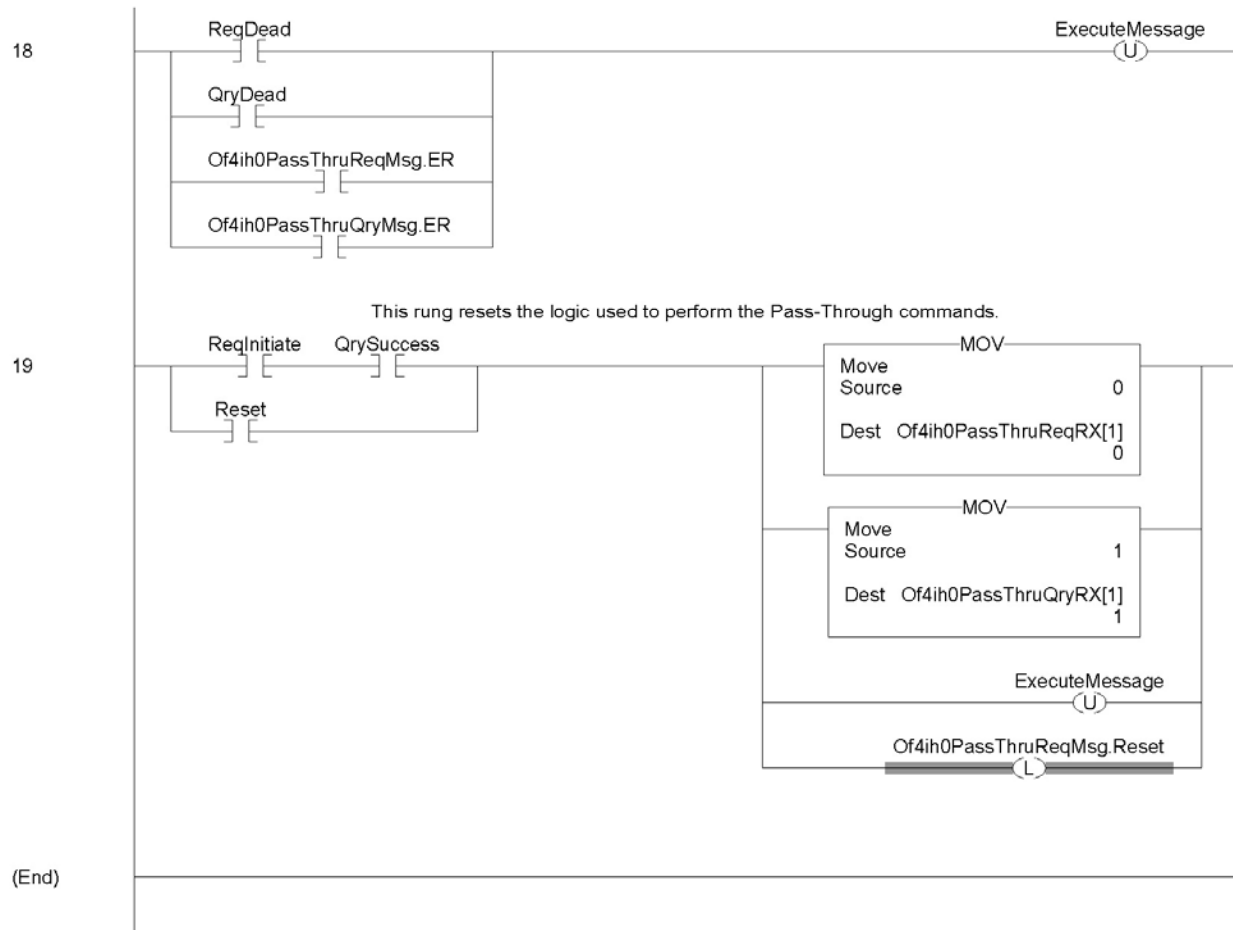 18
ReqDead
ExecuteMessage
U
QryDead
Of4ih0PassThruReqMsg.ER
Of4ih0PassThruQryMsg.ER
This rung resets the logic used to perform the Pass-Through commands.
19
ReqInitiate QrySuccess
Reset
MOV
Move
Source 0
Dest Of4ih0PassThruReqRX[1]
0
MOV
Move
Source 1
Dest Of4ih0PassThruQryRX[1]
1
ExecuteMessage
U
Of4ih0PassThruReqMsg.Reset
L
(End)